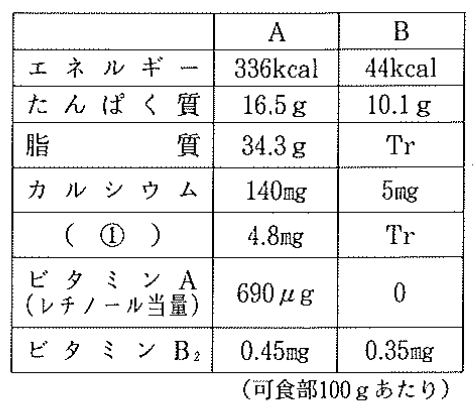 A B
エネルギー 336kcal 44kcal
たんぱく質 16.5g 10.1g
脂質 34.3g Tr
カルシウム 140mg 5mg
(①) 4.8mg Tr
ビタミンA
(レチノール当量) 690μg 0
ビタミンB₂ 0.45mg 0.35mg
(可食部100gあたり)